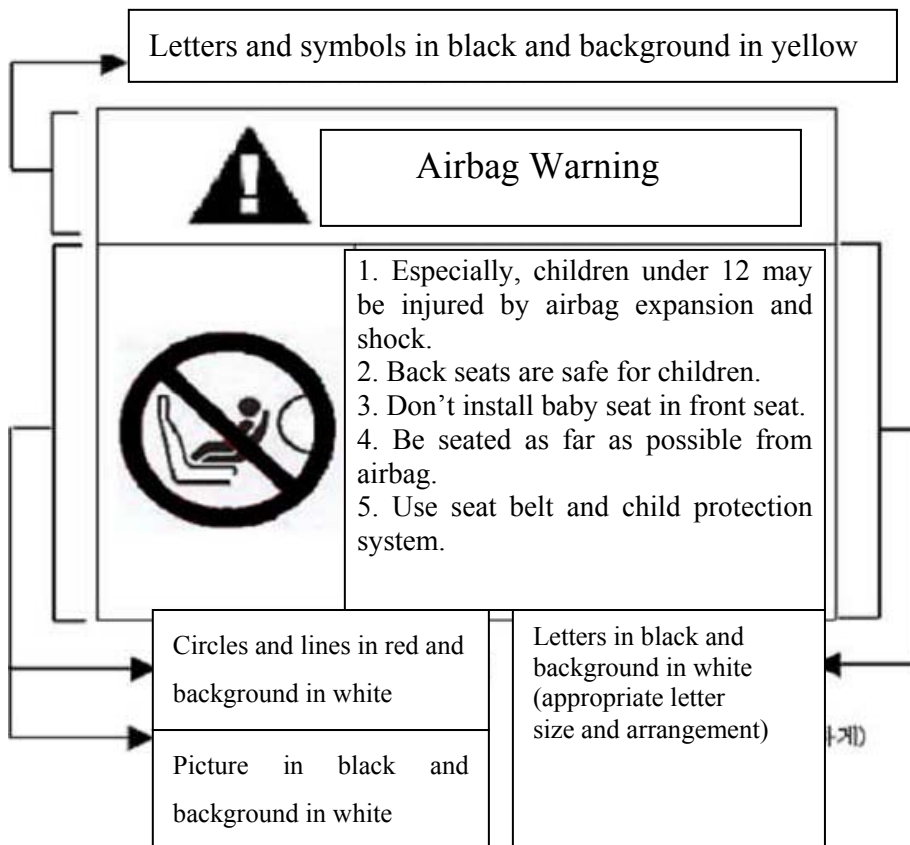 Letters and symbols in black and background in yellow
Airbag Warning
1. Especially, children under 12 may
be injured by airbag expansion and
shock.
2. Back seats are safe for children.
3. Don’t install baby seat in front seat.
4. Be seated as far as possible from
airbag.
5. Use seat belt and child protection
system.
Circles and lines in red and
background in white
Picture in black and
background in white
Letters in black and
background in white
(appropriate letter
size and arrangement)
게)